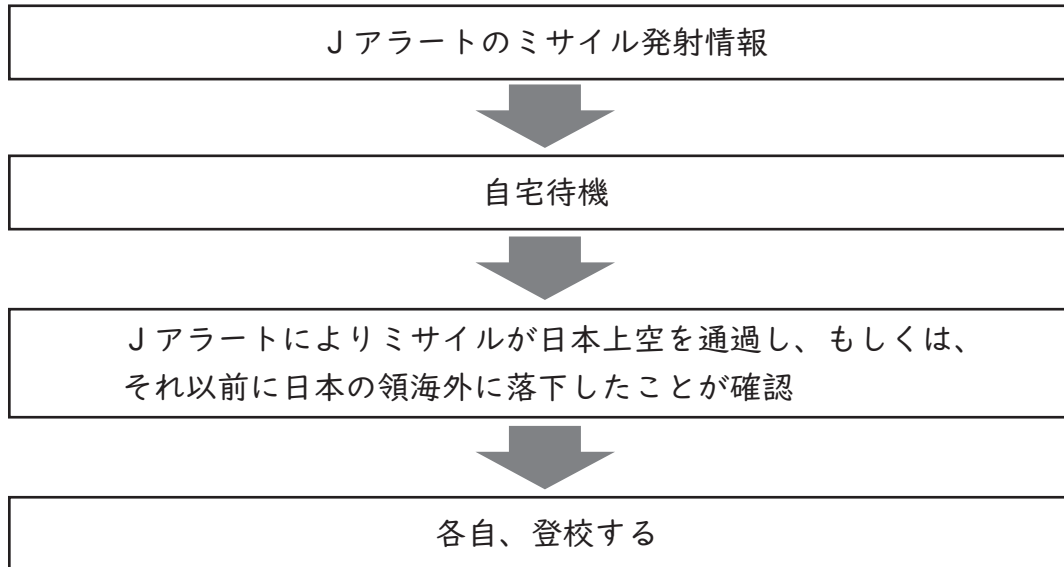 Ｊアラートのミサイル発射情報
自宅待機
Ｊアラートによりミサイルが日本上空を通過し、もしくは、
それ以前に日本の領海外に落下したことが確認
各自、登校する